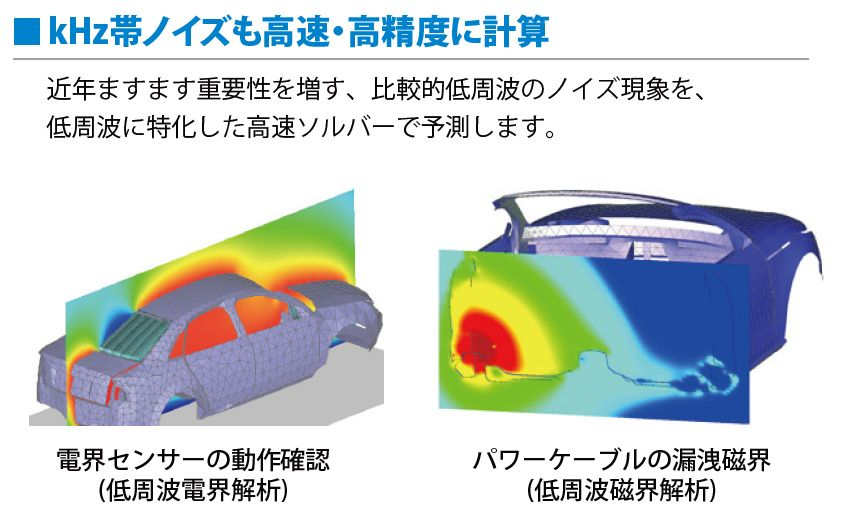 ■ kHz帯ノイズも高速・高精度に計算
近年ますます重要性を増す、比較的低周波のノイズ現象を、
低周波に特化した高速ソルバーで予測します。
電界センサーの動作確認
(低周波電界解析)
パワーケーブルの漏洩磁界
(低周波磁界解析)